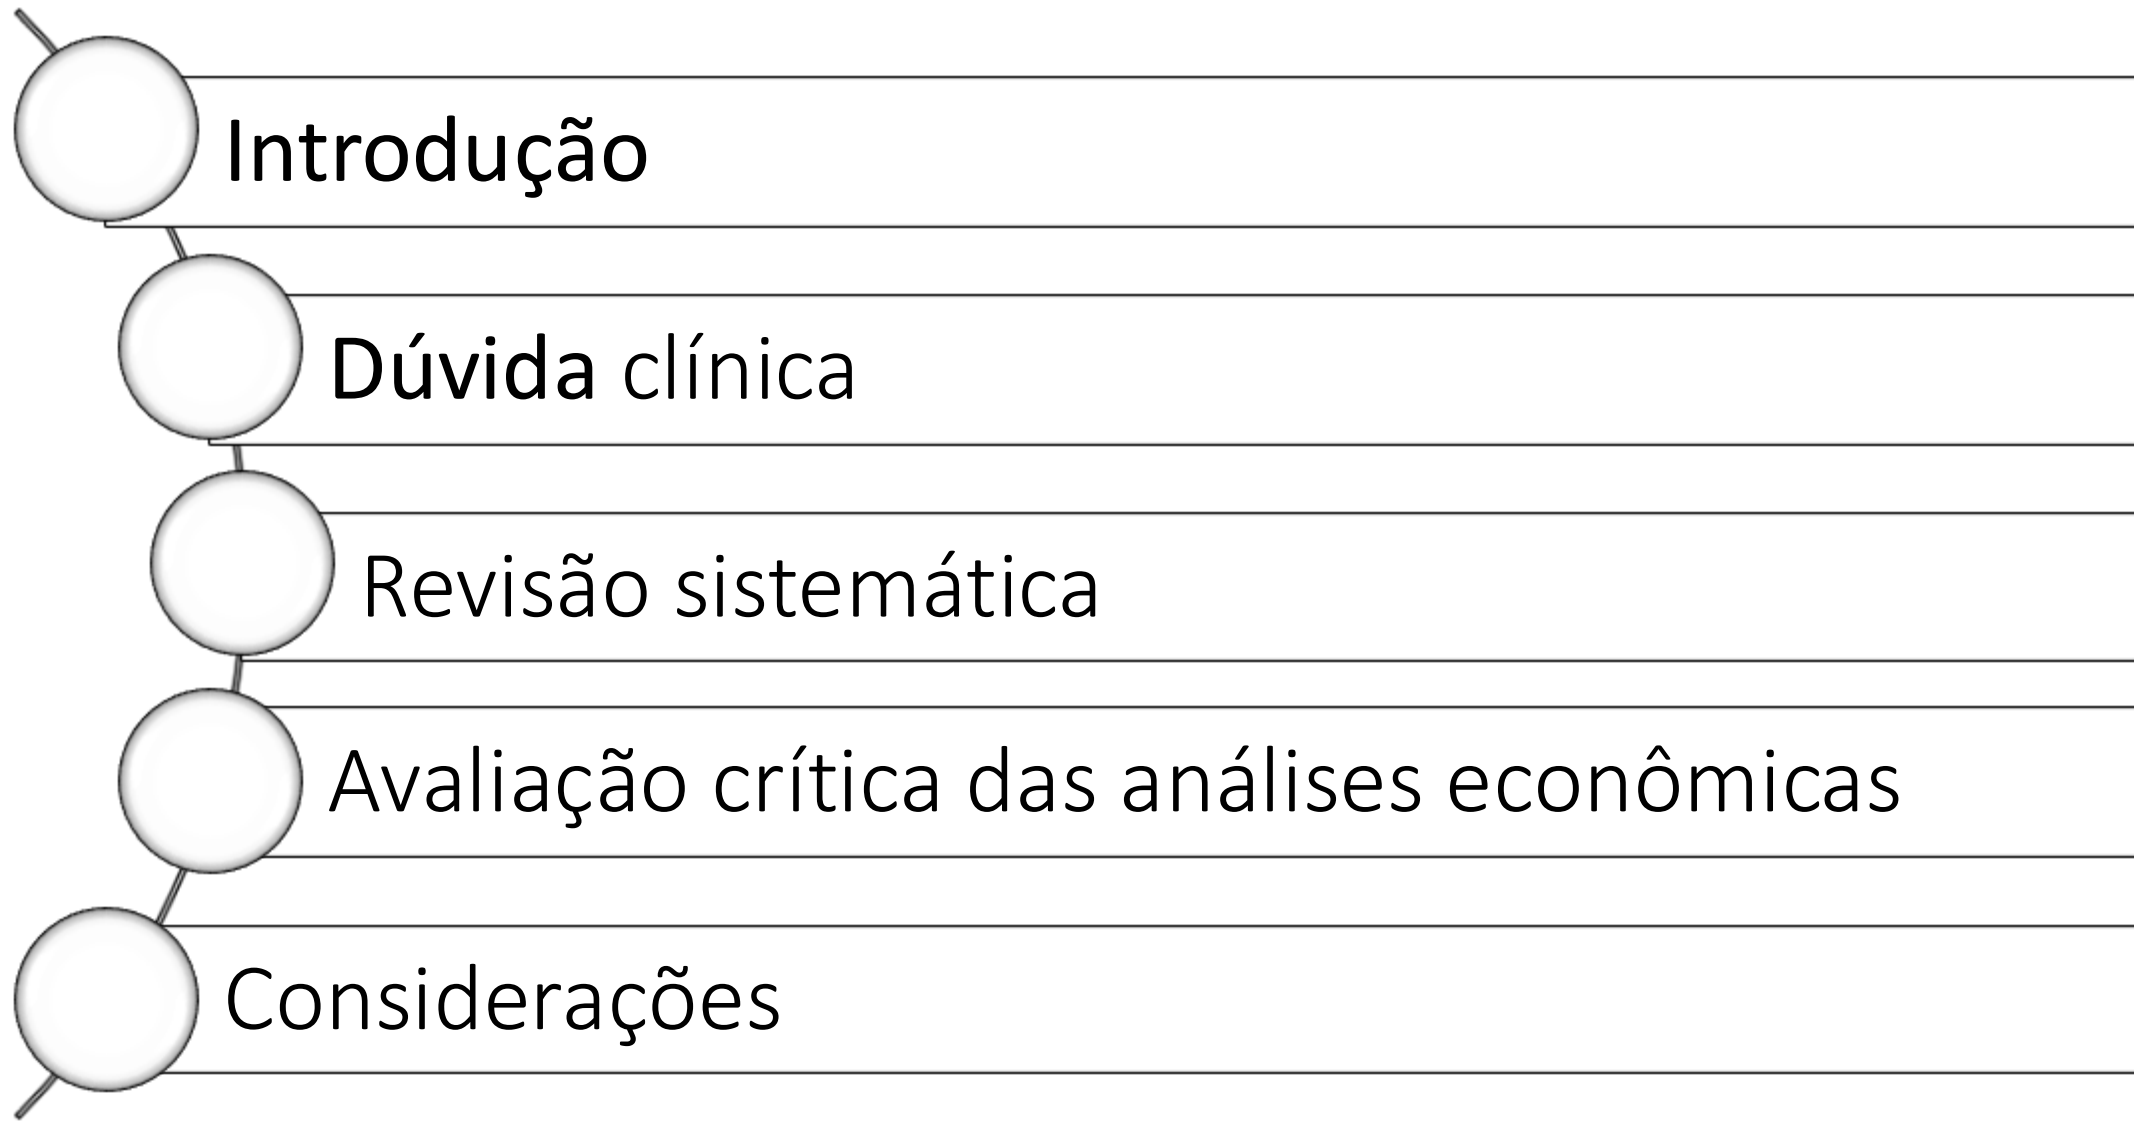 Introdução
Dúvida clínica
Revisão sistemática
Avaliação crítica das análises econômicas
Considerações